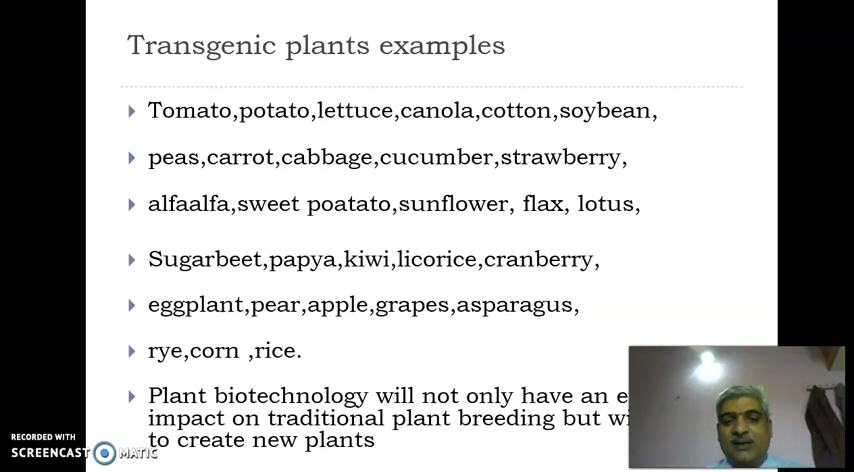 Transgenic plants examples
Tomato,potato,lettuce,canola,cotton,soybean,
peas,carrot,cabbage,cucumber,strawberry,
alfaalfa,sweet poatato,sunflower, flax, lotus,
Sugarbeet,papya,kiwi,licorice,cranberry,
eggplant,pear,apple,grapes,asparagus,
rye,corn ,rice.
Plant biotechnology will not only have an
impact on traditional plant breeding but
to create new plants
RECORDED WITH
SCREENCAST MATIC